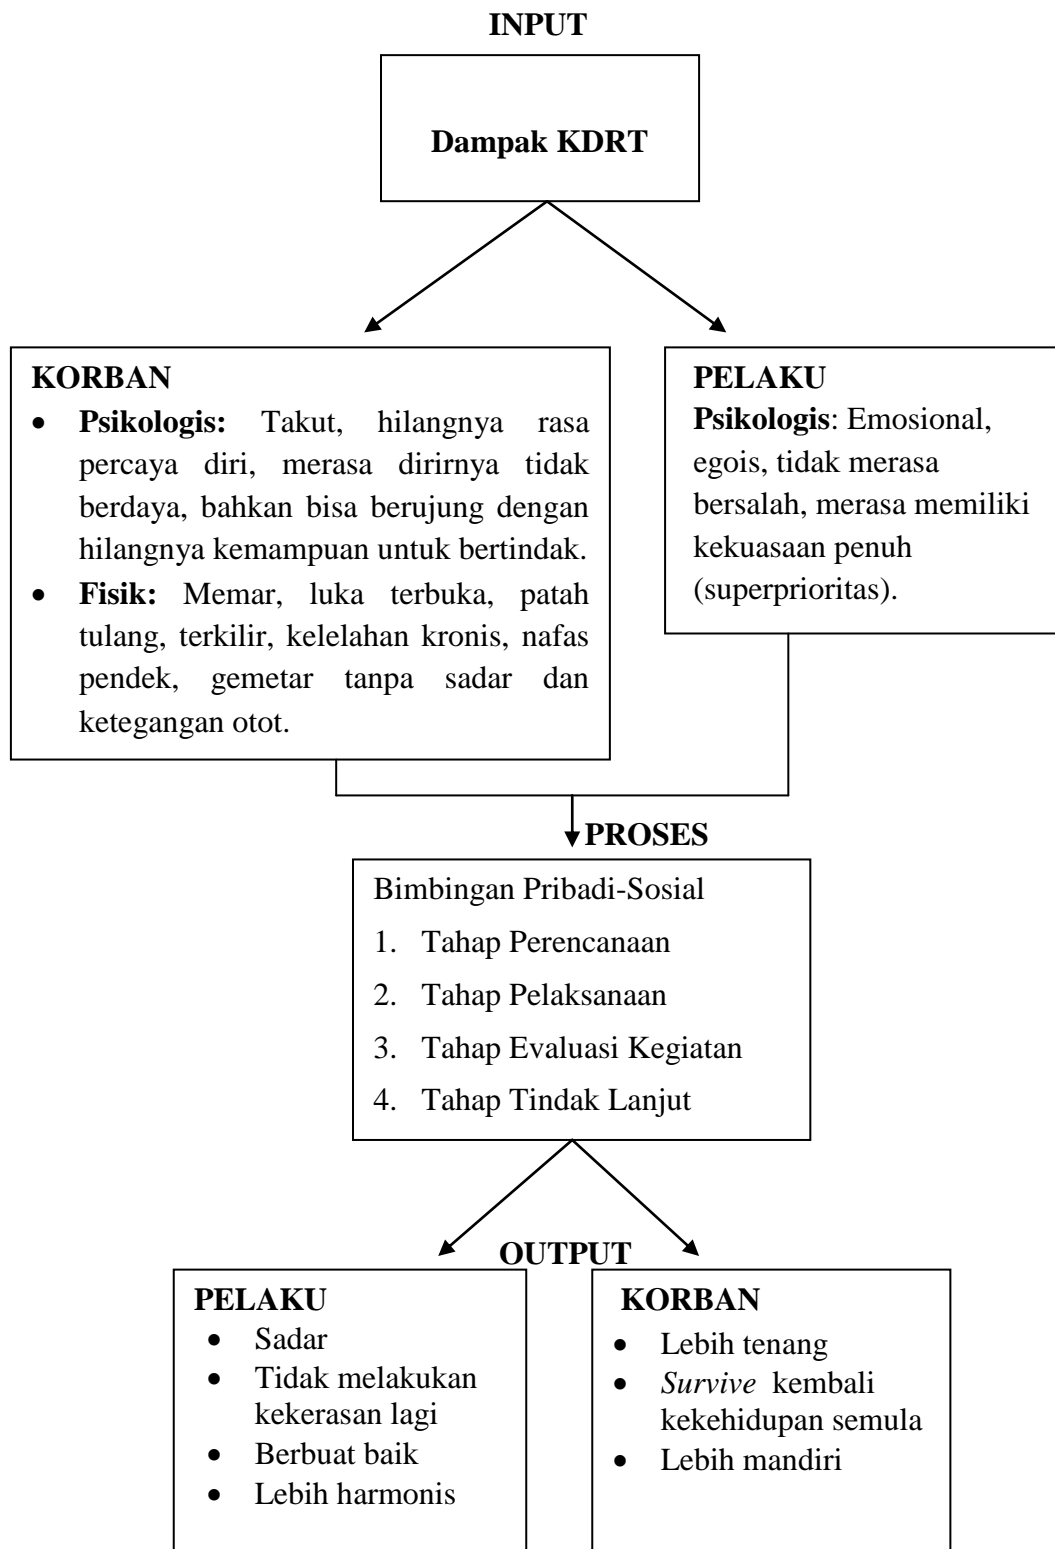 INPUT
Dampak KDRT
KORBAN
• Psikologis: Takut, hilangnya rasa
percaya diri, merasa dirirnya tidak
berdaya, bahkan bisa berujung dengan
hilangnya kemampuan untuk bertindak.
• Fisik: Memar, luka terbuka, patah
tulang, terkilir, kelelahan kronis, nafas
pendek, gemetar tanpa sadar dan
ketegangan otot.
PELAKU
Psikologis: Emosional,
egois, tidak merasa
bersalah, merasa memiliki
kekuasaan penuh
(superprioritas).
PROSES
Bimbingan Pribadi-Sosial
1. Tahap Perencanaan
2. Tahap Pelaksanaan
3. Tahap Evaluasi Kegiatan
4. Tahap Tindak Lanjut
OUTPUT
PELAKU
• Sadar
• Tidak melakukan
kekerasan lagi
• Berbuat baik
• Lebih harmonis
KORBAN
• Lebih tenang
• Survive kembali
kekehidupan semula
• Lebih mandiri